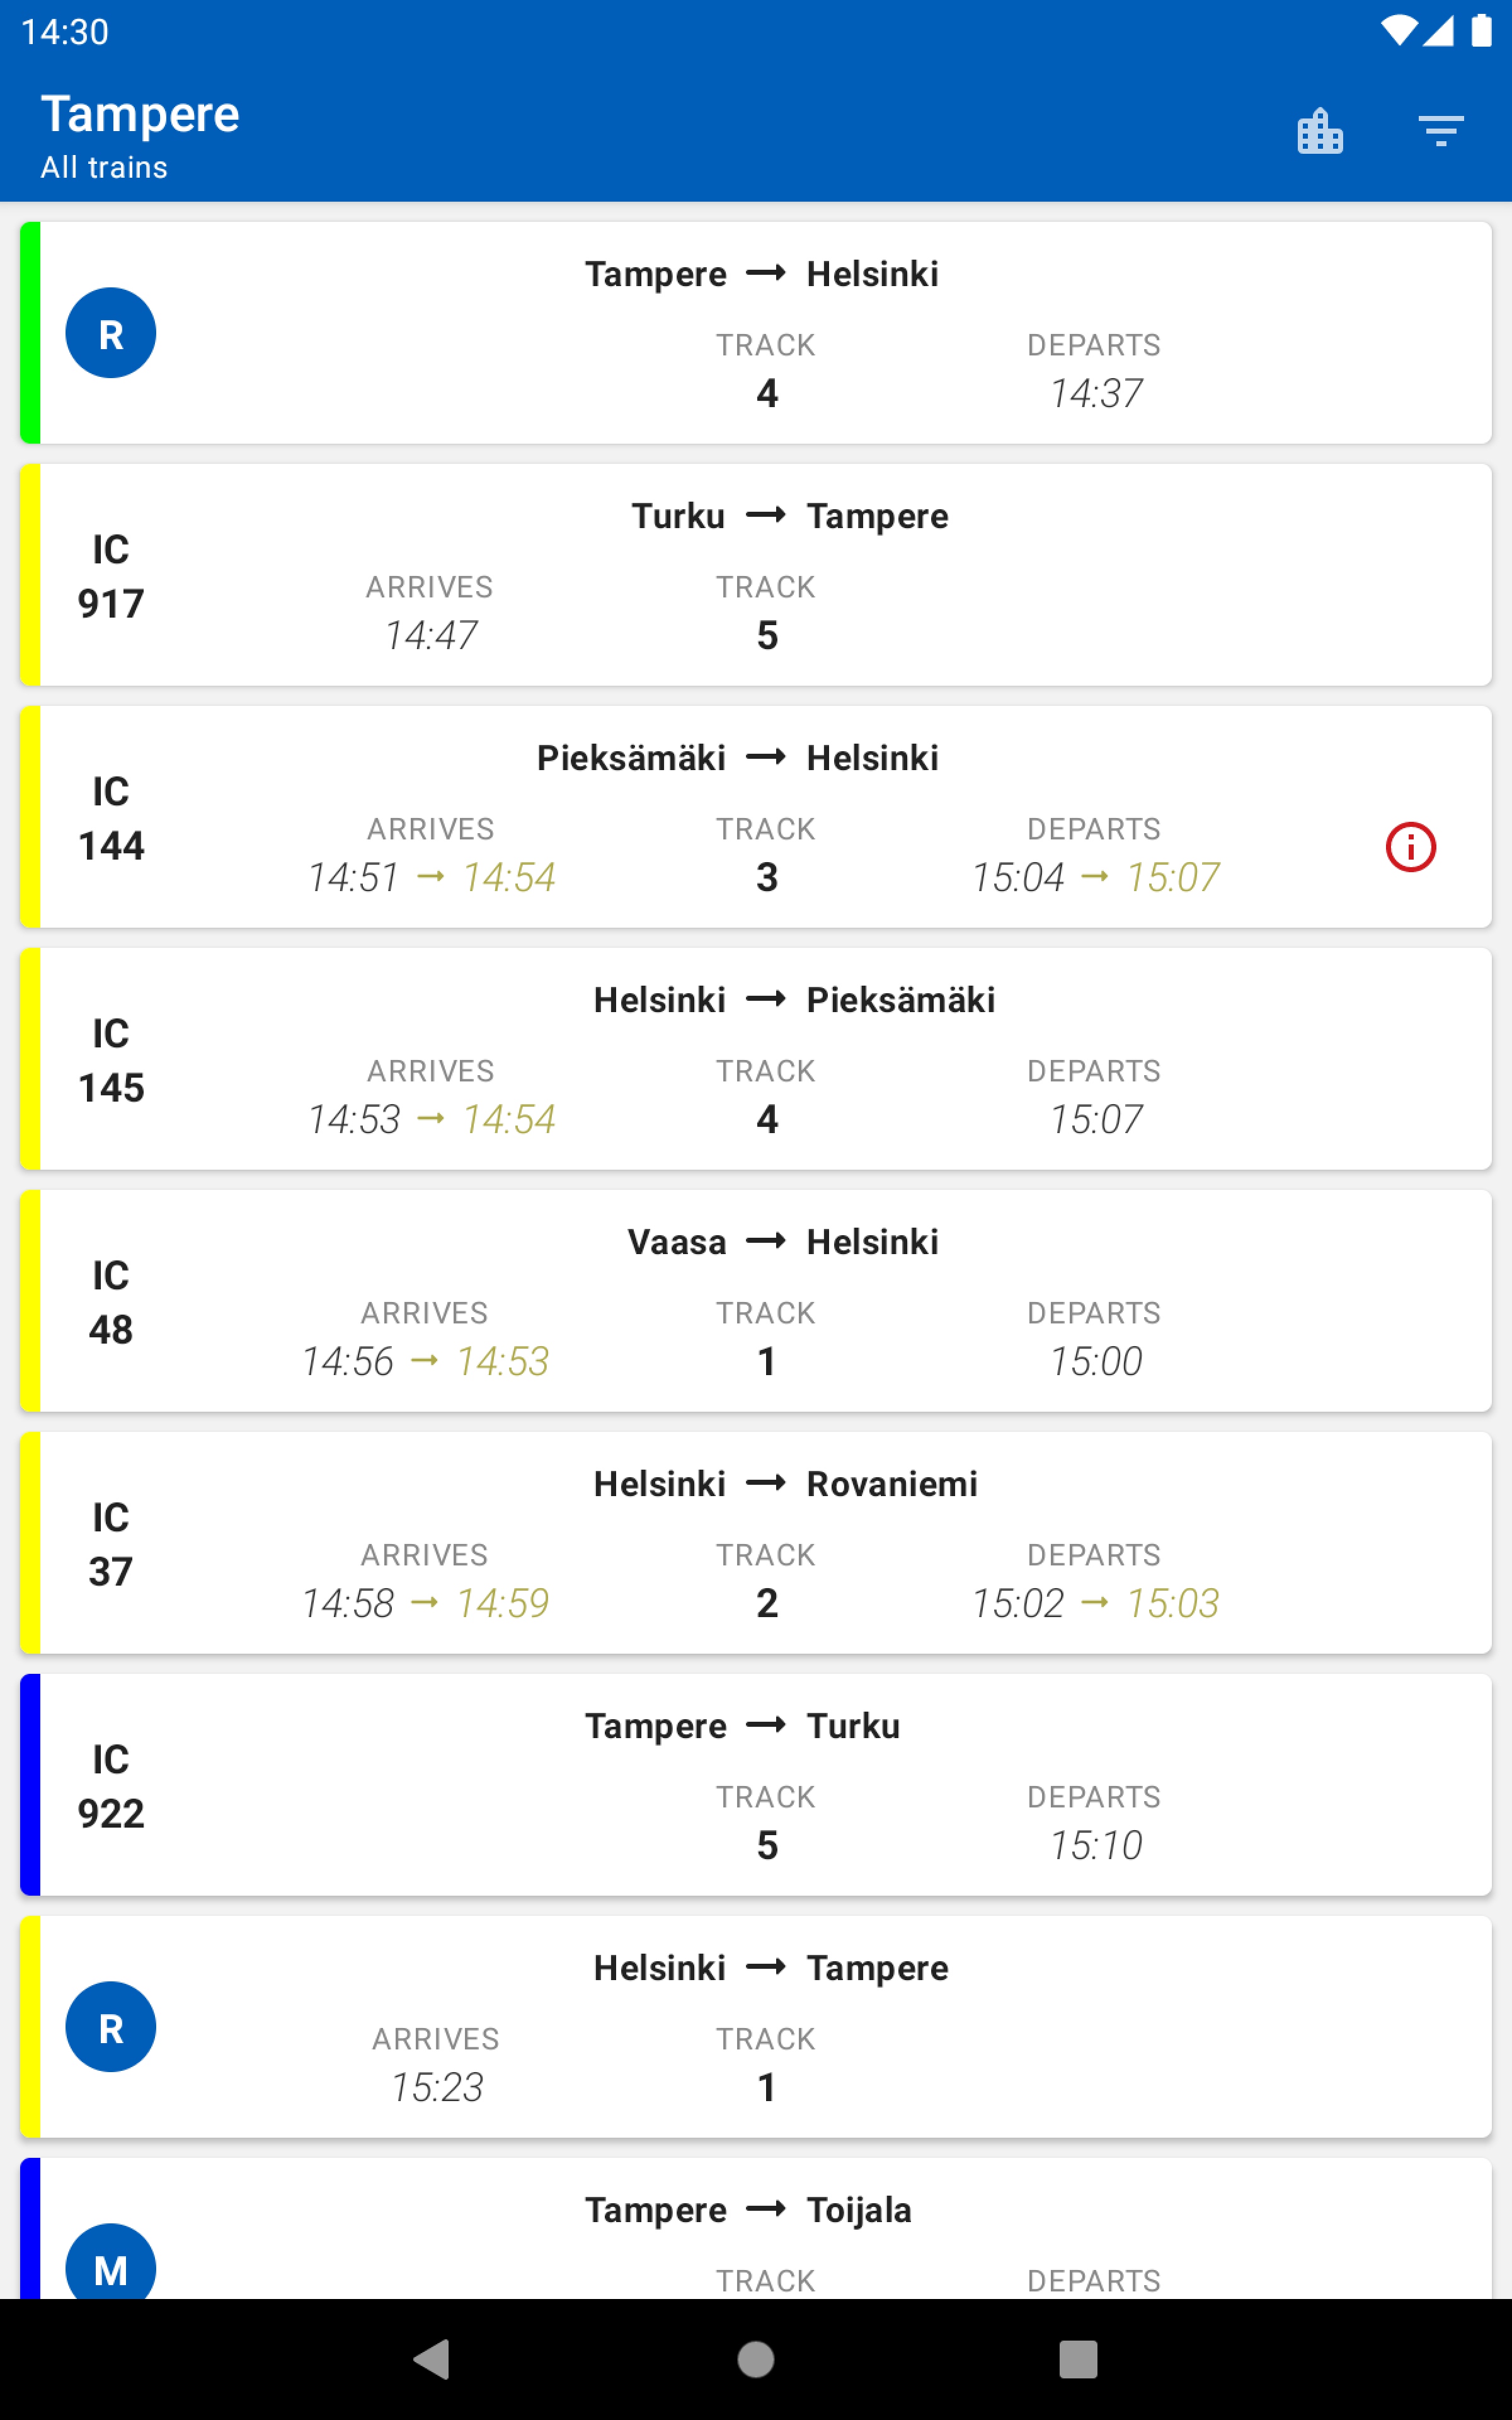 14:30
Tampere
All trains
Tampere → Helsinki
R
TRACK DEPARTS
4 14:37
Turku → Tampere
IC
917
ARRIVES TRACK
14:47 5
Pieksämäki → Helsinki
IC
144
ARRIVES TRACK DEPARTS
14:51 → 14:54 3 15:04 → 15:07
Helsinki → Pieksämäki
IC
145
ARRIVES TRACK DEPARTS
14:53 → 14:54 4 15:07
Vaasa → Helsinki
IC
48
ARRIVES TRACK DEPARTS
14:56 → 14:53 1 15:00
Helsinki → Rovaniemi
IC
37
ARRIVES TRACK DEPARTS
14:58 → 14:59 2 15:02 → 15:03
Tampere → Turku
IC
922
TRACK DEPARTS
5 15:10
Helsinki → Tampere
R
ARRIVES TRACK
15:23 1
Tampere → Toijala
M
TRACK DEPARTS